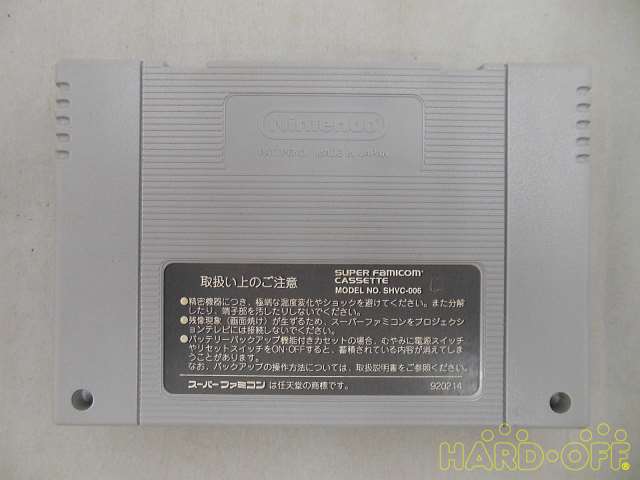 Nintendo
PAT. PEND. MADE IN JAPAN
取扱い上のご注意
SUPER FAMICOM
CASSETTE
MODEL NO. SHVC-006
●精密機器につき、極端な温度変化やショックを避けてください。また分解
したり、端子部を汚したりしないでください。
●残像現象（画面焼け）が生ずるため、スーパーファミコンをプロジェク
ションテレビには接続しないでください。
●バッテリーバックアップ機能付きカセットの場合、むやみに電源スイッチ
やリセットスイッチをON·OFFすると、蓄積されている内容が消えてしま
うことがあります。
なお、バックアップの操作方法については、取扱説明書をご参照ください。
スーパーファミコン は任天堂の商標です。
920214
HARD·OFF